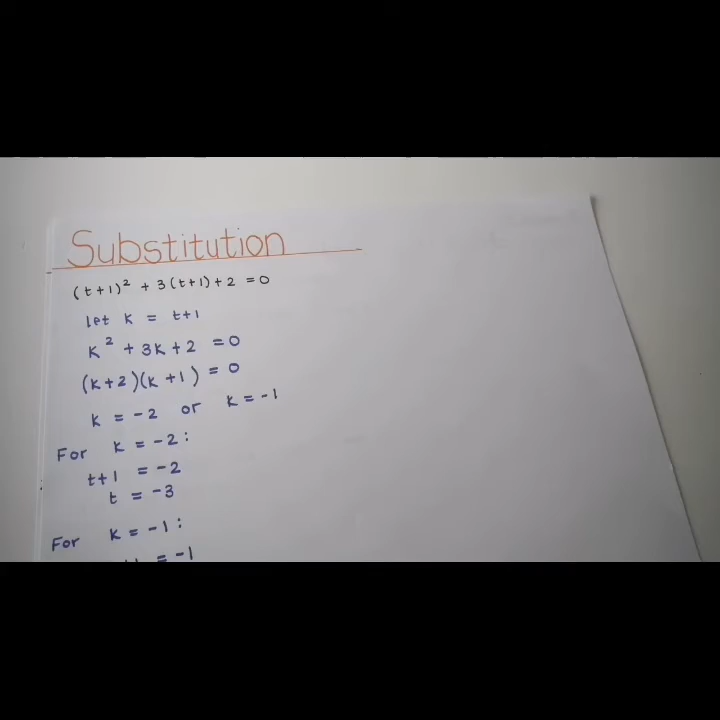 Substitution
(t+1)² + 3(t+1) + 2 = 0
let k = t+1
k² + 3k + 2 = 0
(k+2)(k+1) = 0
k = -2 or k = -1
For k = -2:
t+1 = -2
t = -3
For k = -1:
= -1